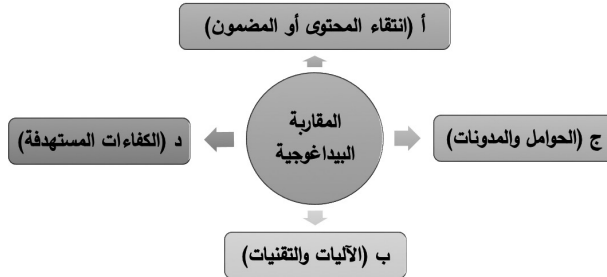 أ (انتقاء المحتوى أو المضمون)
المقاربة
البيداغوجية
ج (الحوامل والمدونات)
د (الكفاءات المستهدفة)
ب (الآليات والتقنيات)